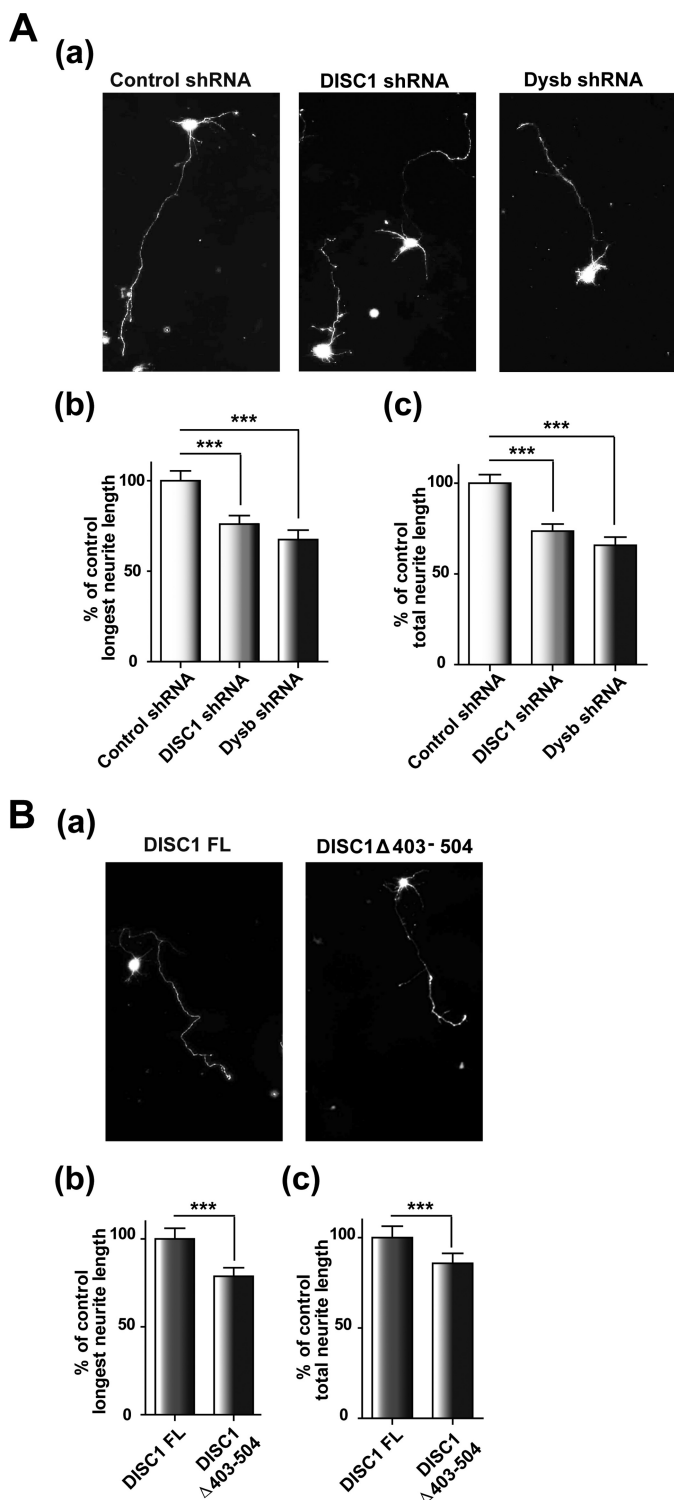 A
(a)
Control shRNA
DISC1 shRNA
Dysb shRNA
(b)
% of control
longest neurite length
100
50
0
***
***
Control shRNA
DISC1 shRNA
Dysb shRNA
(c)
% of control
total neurite length
100
50
0
***
***
Control shRNA
DISC1 shRNA
Dysb shRNA
B
(a)
DISC1 FL
DISC1Δ403-504
(b)
% of control
longest neurite length
100
50
0
***
DISC1 FL
DISC1
Δ403-504
(c)
% of control
total neurite length
100
50
0
***
DISC1 FL
DISC1
Δ403-504